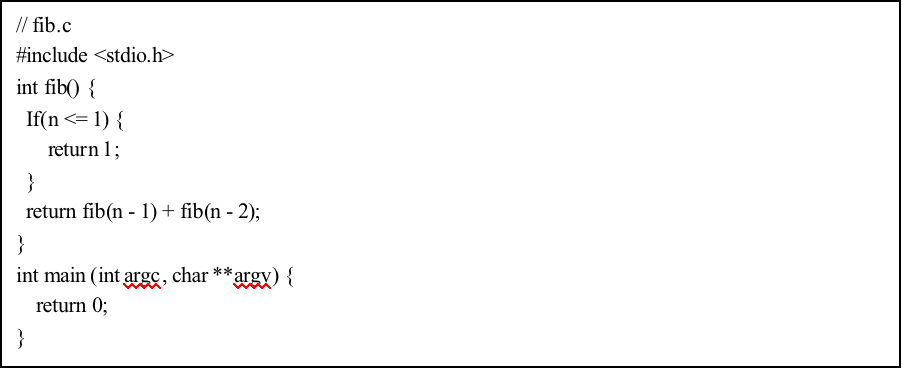 // fib.c
#include <stdio.h>
int fib() {
If(n <= 1) {
return 1;
}
return fib(n - 1) + fib(n - 2);
}
int main (int argc, char **argv) {
return 0;
}